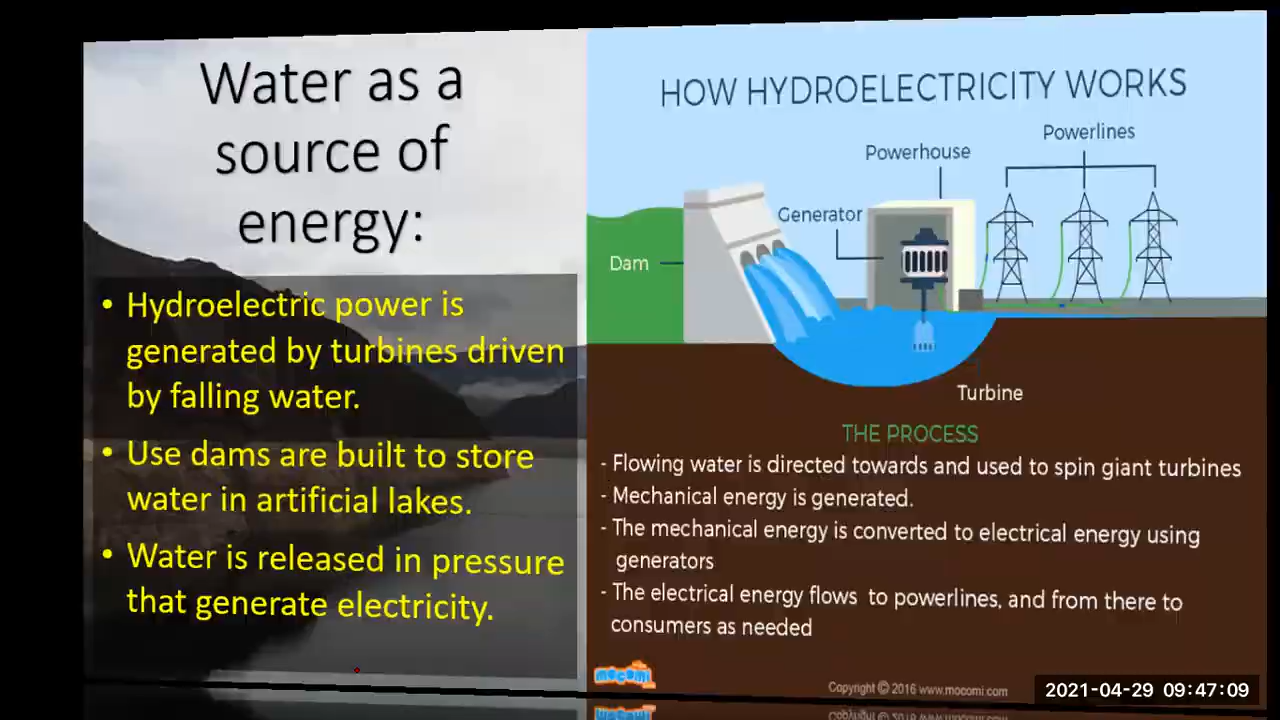 Water as a
source of
energy:
• Hydroelectric power is
generated by turbines driven
by falling water.
• Use dams are built to store
water in artificial lakes.
• Water is released in pressure
that generate electricity.
HOW HYDROELECTRICITY WORKS
Powerlines
Powerhouse
Generator
Dam
Turbine
THE PROCESS
- Flowing water is directed towards and used to spin giant turbines
- Mechanical energy is generated.
- The mechanical energy is converted to electrical energy using
generators
- The electrical energy flows to powerlines, and from there to
consumers as needed
mocomi
Copyright © 2016 www.mocomi.com
2021-04-29 09:47:09